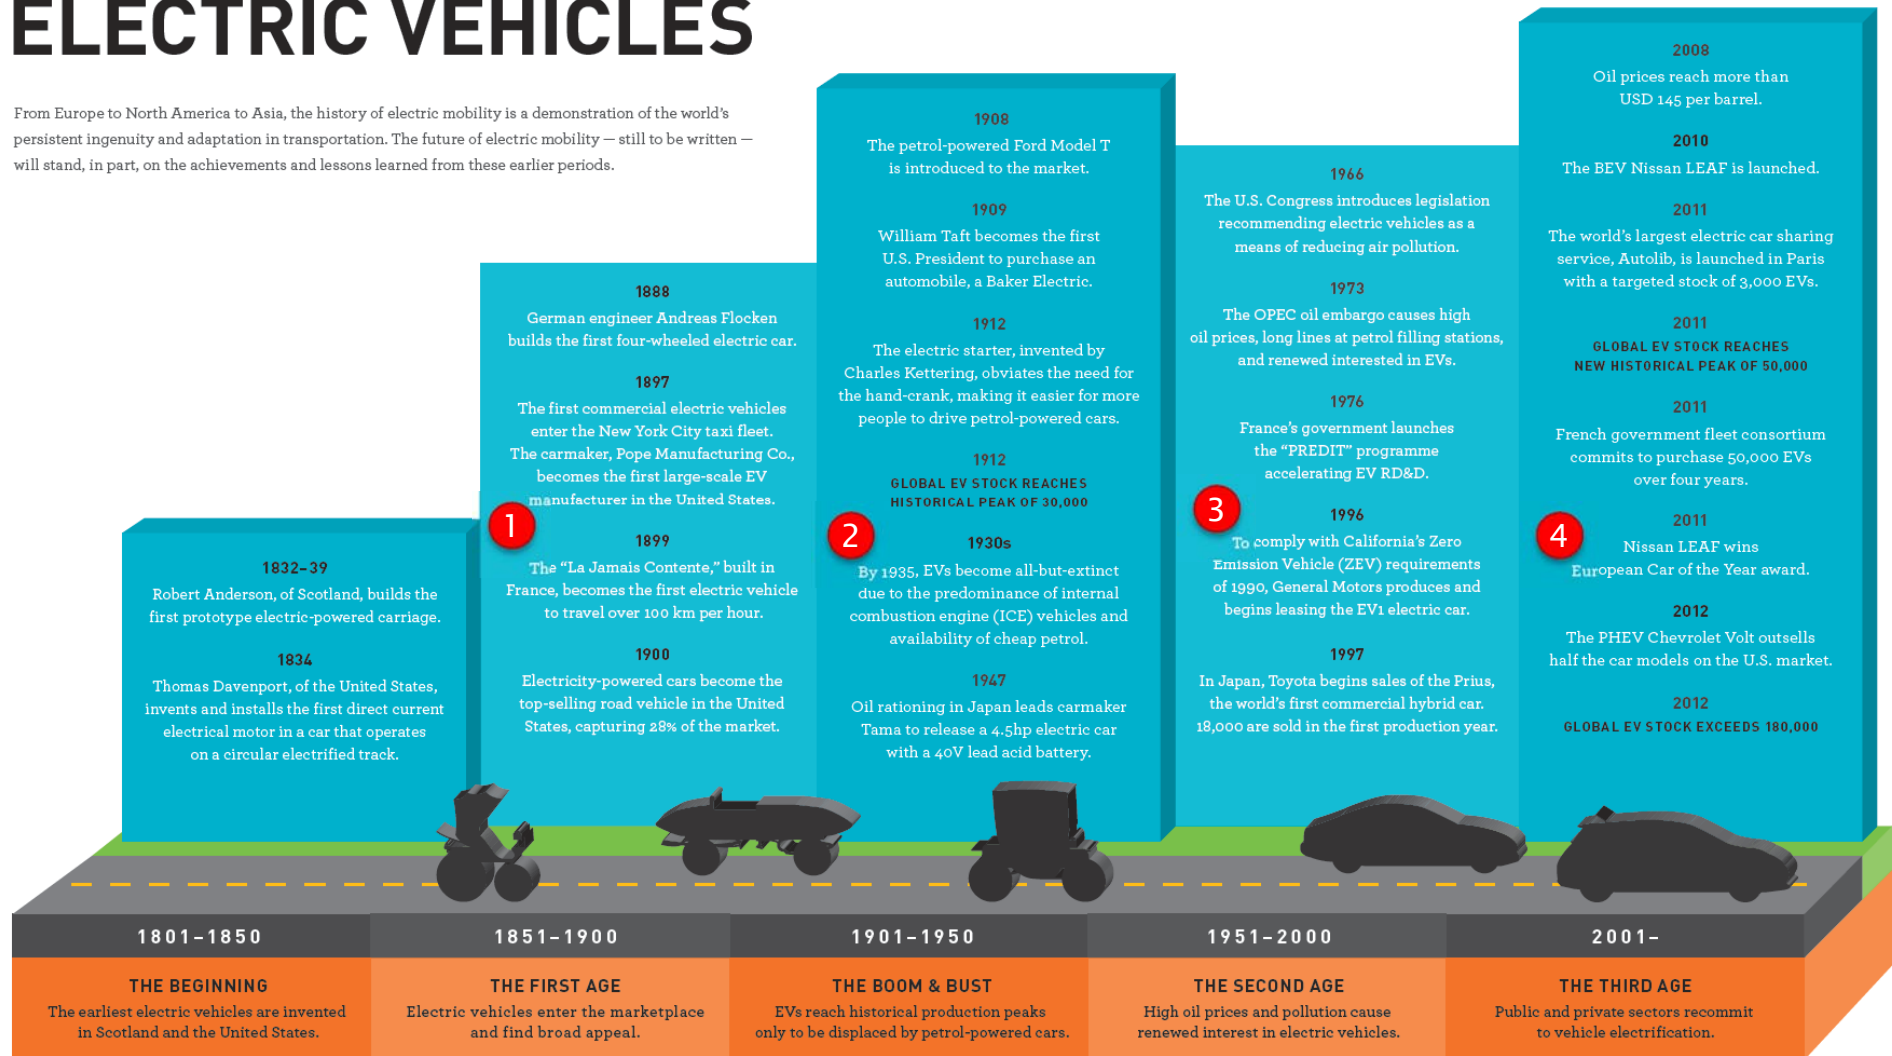 ELECTRIC VEHICLES
From Europe to North America to Asia, the history of electric mobility is a demonstration of the world's
persistent ingenuity and adaptation in transportation. The future of electric mobility — still to be written —
will stand, in part, on the achievements and lessons learned from these earlier periods.
1832–39
Robert Anderson, of Scotland, builds the
first prototype electric-powered carriage.
1834
Thomas Davenport, of the United States,
invents and installs the first direct current
electrical motor in a car that operates
on a circular electrified track.
1888
German engineer Andreas Flocken
builds the first four-wheeled electric car.
1897
The first commercial electric vehicles
enter the New York City taxi fleet.
The carmaker, Pope Manufacturing Co.,
becomes the first large-scale EV
manufacturer in the United States.
1
1899
The "La Jamais Contente," built in
France, becomes the first electric vehicle
to travel over 100 km per hour.
1900
Electricity-powered cars become the
top-selling road vehicle in the United
States, capturing 28% of the market.
1908
The petrol-powered Ford Model T
is introduced to the market.
1909
William Taft becomes the first
U.S. President to purchase an
automobile, a Baker Electric.
1912
The electric starter, invented by
Charles Kettering, obviates the need for
the hand-crank, making it easier for more
people to drive petrol-powered cars.
1912
GLOBAL EV STOCK REACHES
HISTORICAL PEAK OF 30,000
2
1930s
By 1935, EVs become all-but-extinct
due to the predominance of internal
combustion engine (ICE) vehicles and
availability of cheap petrol.
1947
Oil rationing in Japan leads carmaker
Tama to release a 4.5hp electric car
with a 40V lead acid battery.
1966
The U.S. Congress introduces legislation
recommending electric vehicles as a
means of reducing air pollution.
1973
The OPEC oil embargo causes high
oil prices, long lines at petrol filling stations,
and renewed interested in EVs.
1976
France's government launches
the "PREDIT" programme
accelerating EV RD&D.
3
1996
To comply with California's Zero
Emission Vehicle (ZEV) requirements
of 1990, General Motors produces and
begins leasing the EV1 electric car.
1997
In Japan, Toyota begins sales of the Prius,
the world's first commercial hybrid car.
18,000 are sold in the first production year.
2008
Oil prices reach more than
USD 145 per barrel.
2010
The BEV Nissan LEAF is launched.
2011
The world's largest electric car sharing
service, Autolib, is launched in Paris
with a targeted stock of 3,000 EVs.
2011
GLOBAL EV STOCK REACHES
NEW HISTORICAL PEAK OF 50,000
2011
French government fleet consortium
commits to purchase 50,000 EVs
over four years.
4
2011
Nissan LEAF wins
European Car of the Year award.
2012
The PHEV Chevrolet Volt outsells
half the car models on the U.S. market.
2012
GLOBAL EV STOCK EXCEEDS 180,000
1801–1850
THE BEGINNING
The earliest electric vehicles are invented
in Scotland and the United States.
1851–1900
THE FIRST AGE
Electric vehicles enter the marketplace
and find broad appeal.
1901–1950
THE BOOM & BUST
EVs reach historical production peaks
only to be displaced by petrol-powered cars.
1951–2000
THE SECOND AGE
High oil prices and pollution cause
renewed interest in electric vehicles.
2001–
THE THIRD AGE
Public and private sectors recommit
to vehicle electrification.